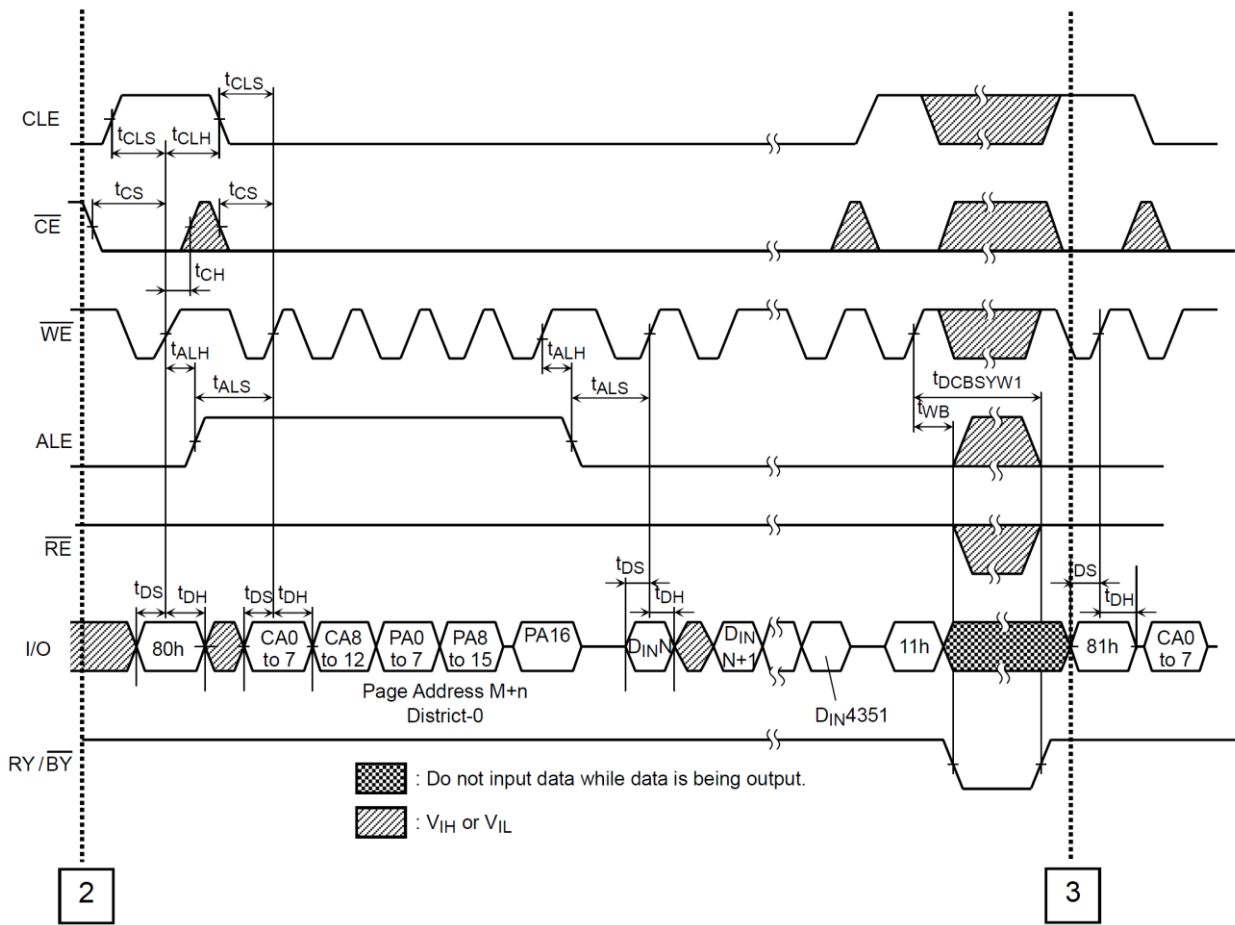 tCLS
CLE
tCLS tCLH
tCS tCS
CE
tCH
WE
tALH tALH
tALS tALS
tDCBSYW1
tWB
ALE
RE
tDS tDH tDS tDH tDS tDH DS tDH
I/O
80h
CA0 to 7
CA8 to 12
PA0 to 7
PA8 to 15
PA16
DINN
DIN N+1
11h
81h
CA0 to 7
Page Address M+n
District-0
DIN4351
RY/BY
: Do not input data while data is being output.
: VIH or VIL
2
3